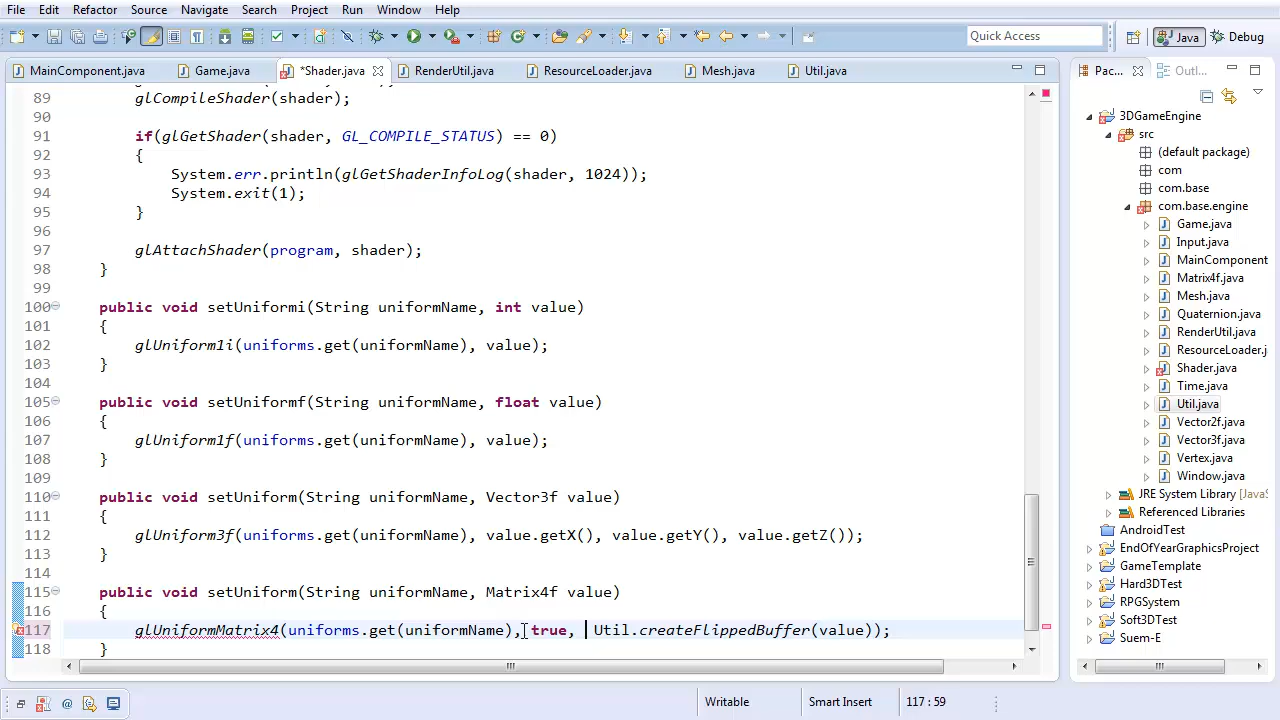 File Edit Refactor Source Navigate Search Project Run Window Help
Quick Access
Java
Debug
MainComponent.java
Game.java
*Shader.java
RenderUtil.java
ResourceLoader.java
Mesh.java
Util.java
Pac...
Outl...
89 glCompileShader(shader);
90
91 if(glGetShader(shader, GL_COMPILE_STATUS) == 0)
92 {
93 System.err.println(glGetShaderInfoLog(shader, 1024));
94 System.exit(1);
95 }
96
97 glAttachShader(program, shader);
98 }
99
100 public void setUniformi(String uniformName, int value)
101 {
102 glUniform1i(uniforms.get(uniformName), value);
103 }
104
105 public void setUniformf(String uniformName, float value)
106 {
107 glUniform1f(uniforms.get(uniformName), value);
108 }
109
110 public void setUniform(String uniformName, Vector3f value)
111 {
112 glUniform3f(uniforms.get(uniformName), value.getX(), value.getY(), value.getZ());
113 }
114
115 public void setUniform(String uniformName, Matrix4f value)
116 {
117 glUniformMatrix4(uniforms.get(uniformName), true, Util.createFlippedBuffer(value));
118 }
3DGameEngine
src
(default package)
com
com.base
com.base.engine
Game.java
Input.java
MainComponent
Matrix4f.java
Mesh.java
Quaternion.java
RenderUtil.java
ResourceLoader.j
Shader.java
Time.java
Util.java
Vector2f.java
Vector3f.java
Vertex.java
Window.java
JRE System Library [JavaS
Referenced Libraries
AndroidTest
EndOfYearGraphicsProject
GameTemplate
Hard3DTest
RPGSystem
Soft3DTest
Suem-E
Writable
Smart Insert
117 : 59